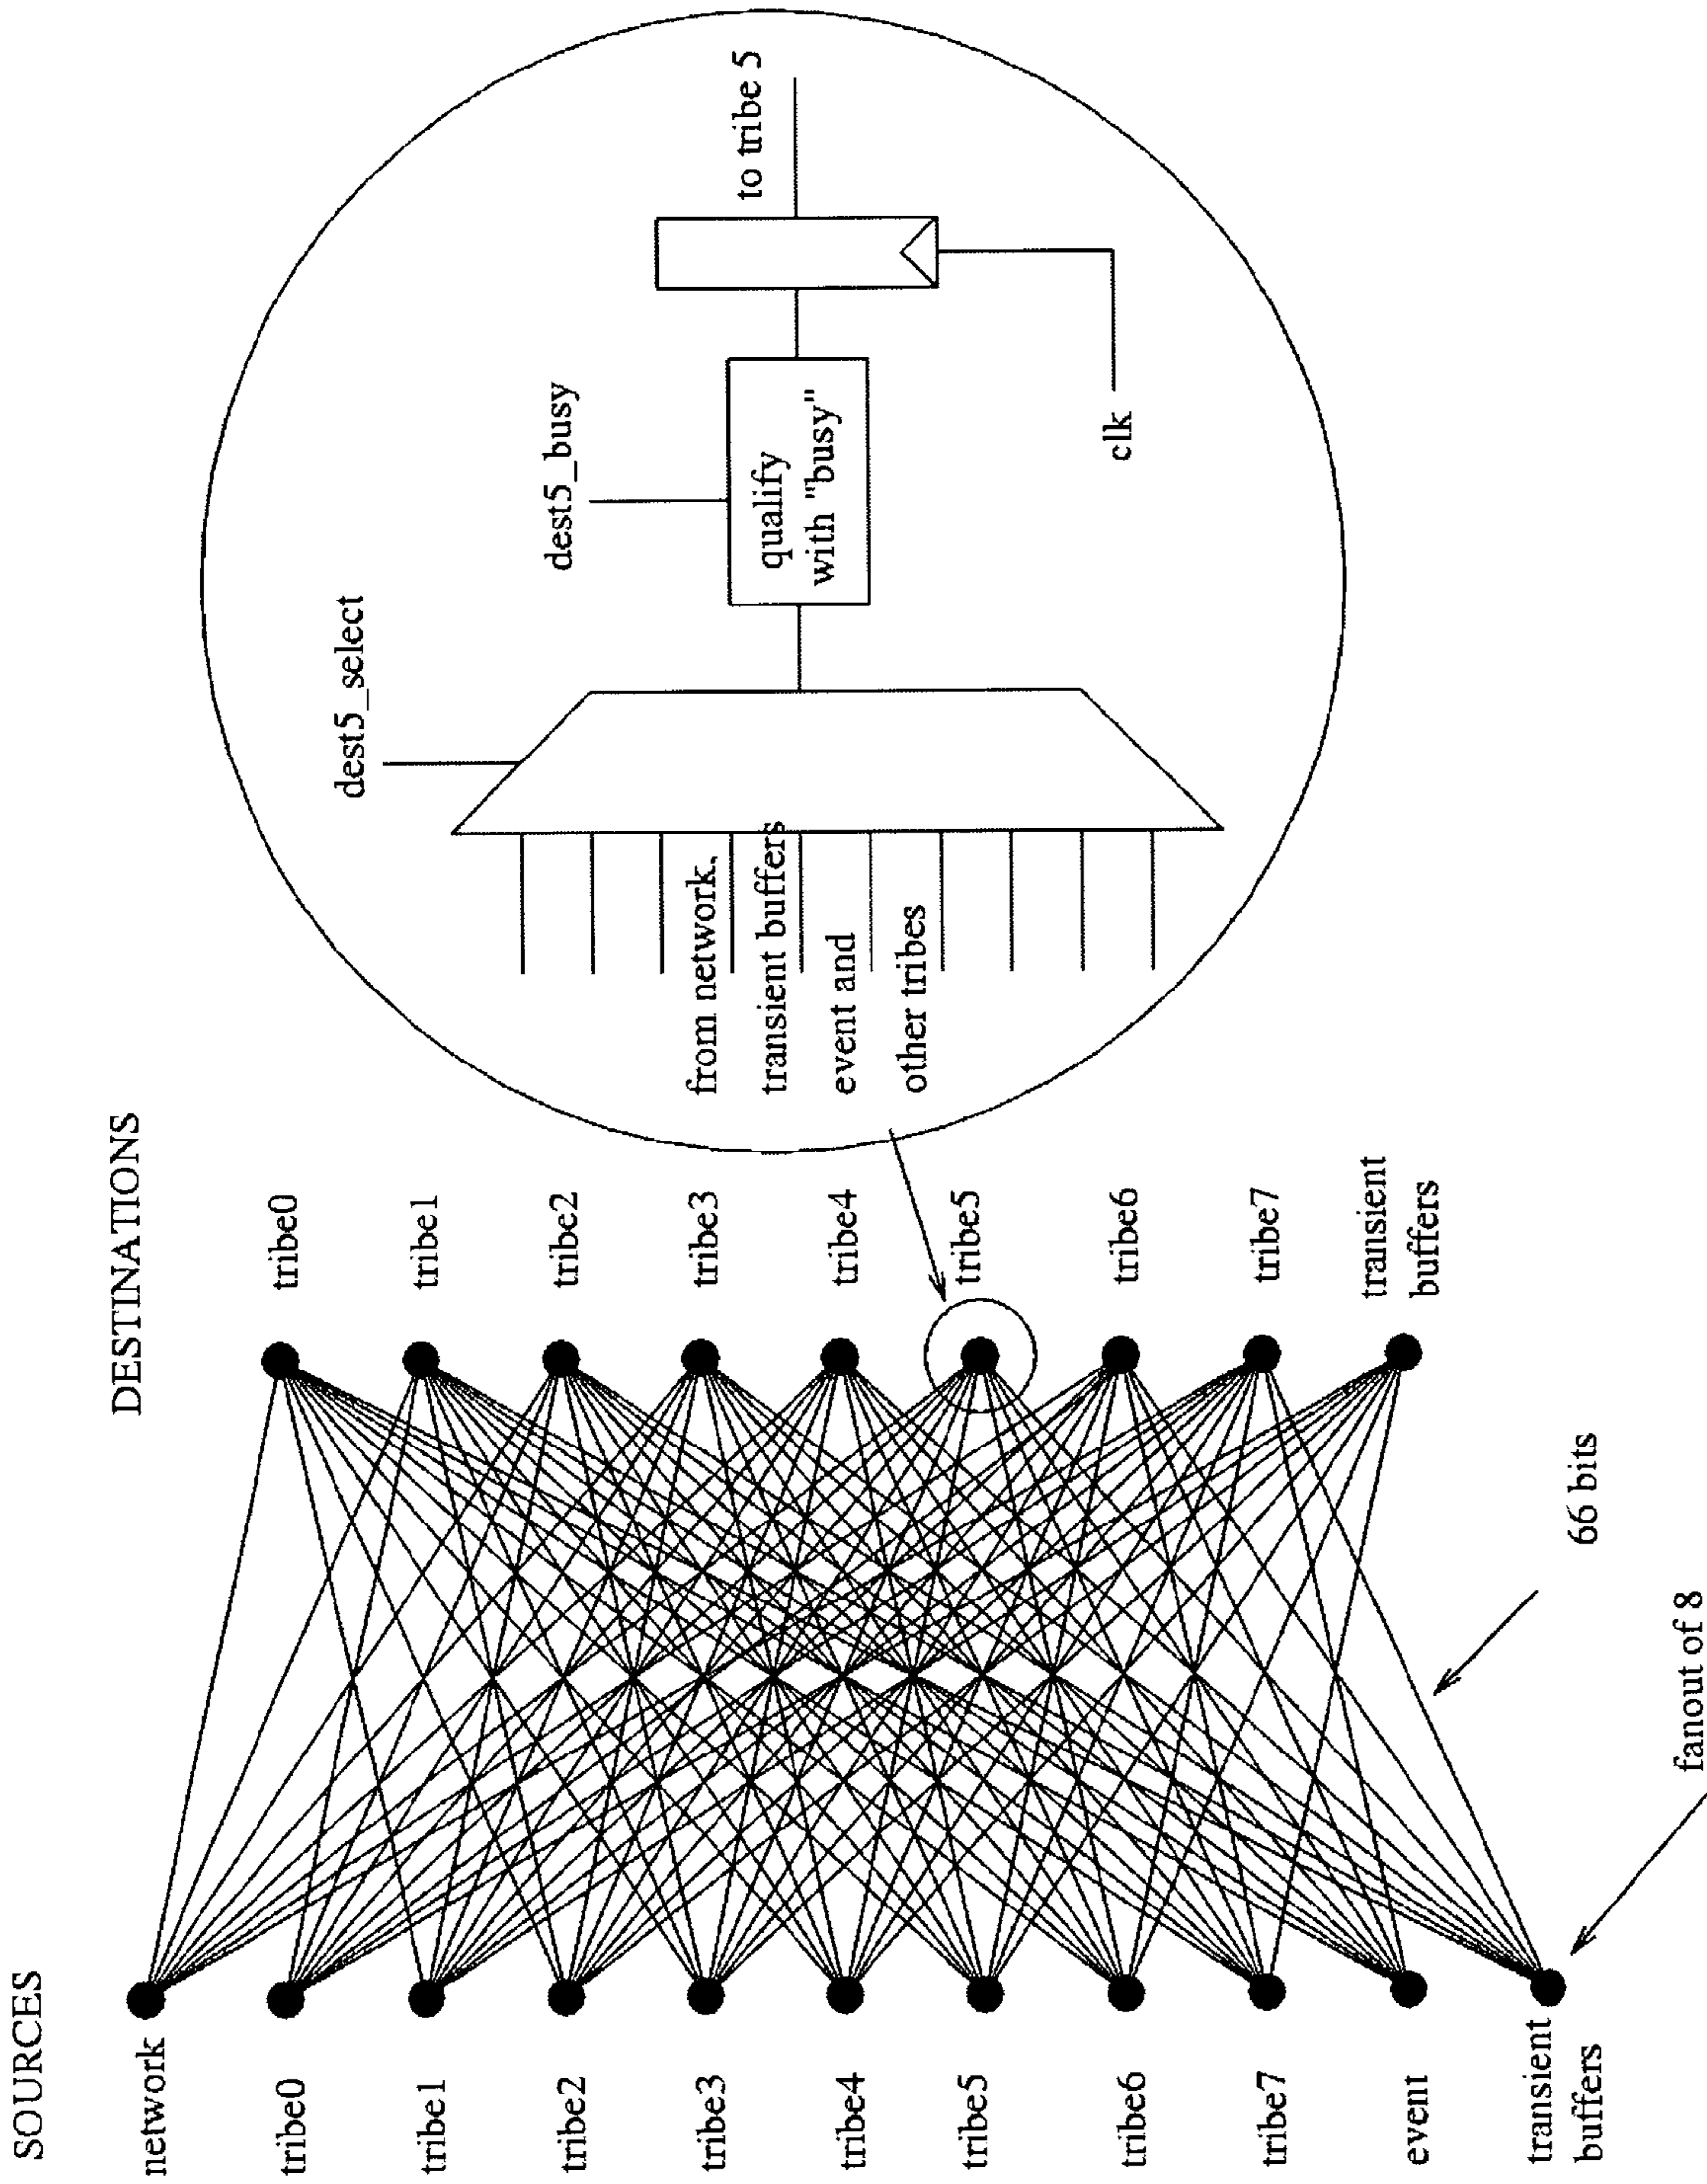 SOURCES
network
tribe0
tribe1
tribe2
tribe3
tribe4
tribe5
tribe6
tribe7
event
transient
buffers
DESTINATIONS
tribe0
tribe1
tribe2
tribe3
tribe4
tribe5
tribe6
tribe7
transient
buffers
66 bits
fanout of 8
dest5_select
from network,
transient buffers
event and
other tribes
dest5_busy
qualify
with "busy"
clk
to tribe 5